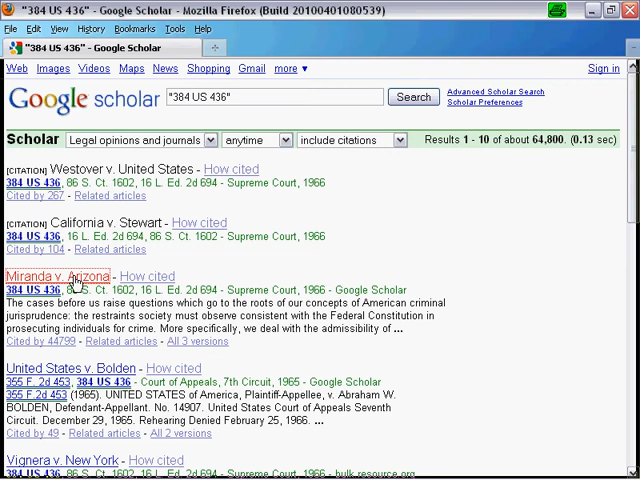 "384 US 436" - Google Scholar - Mozilla Firefox (Build 20100401080539)
File Edit View History Bookmarks Tools Help
"384 US 436" - Google Scholar
Web Images Videos Maps News Shopping Gmail more ▼ Sign in
Google scholar "384 US 436" Search Advanced Scholar Search
Scholar Preferences
Scholar Legal opinions and journals anytime include citations Results 1 - 10 of about 64,800. (0.13 sec)
[CITATION] Westover v. United States - How cited
384 US 436, 86 S. Ct. 1602, 16 L. Ed. 2d 694 - Supreme Court, 1966
Cited by 267 - Related articles
[CITATION] California v. Stewart - How cited
384 US 436, 16 L. Ed. 2d 694, 86 S. Ct. 1602 - Supreme Court, 1966
Cited by 104 - Related articles
Miranda v. Arizona - How cited
384 US 436, 86 S. Ct. 1602, 16 L. Ed. 2d 694 - Supreme Court, 1966 - Google Scholar
The cases before us raise questions which go to the roots of our concepts of American criminal
jurisprudence: the restraints society must observe consistent with the Federal Constitution in
prosecuting individuals for crime. More specifically, we deal with the admissibility of ...
Cited by 44799 - Related articles - All 3 versions
United States v. Bolden - How cited
355 F. 2d 453, 384 US 436 - Court of Appeals, 7th Circuit, 1965 - Google Scholar
355 F.2d 453 (1965). UNITED STATES of America, Plaintiff-Appellee, v. Abraham W.
BOLDEN, Defendant-Appellant. No. 14907. United States Court of Appeals Seventh
Circuit. December 29, 1965. Rehearing Denied February 25, 1966. ...
Cited by 49 - Related articles - All 2 versions
Vignera v. New York - How cited
384 US 436, 86 S. Ct. 1602, 16 L. Ed. 2d 694 - Supreme Court, 1966 - bulk.resource.org